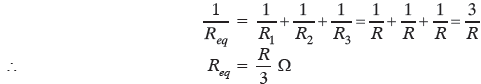 1/R_eq = 1/R_1 + 1/R_2 + 1/R_3 = 1/R + 1/R + 1/R = 3/R
∴ R_eq = R/3 Ω